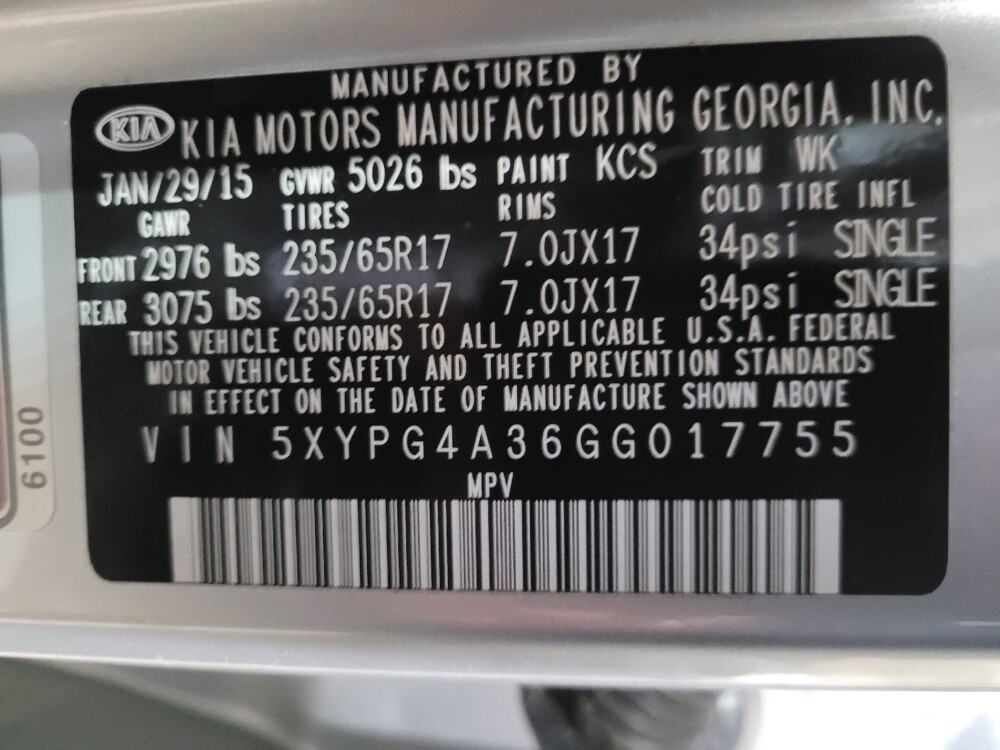 MANUFACTURED BY
KIA KIA MOTORS MANUFACTURING GEORGIA, INC.
JAN/29/15 GVWR 5026 lbs PAINT KCS TRIM WK
GAWR TIRES RIMS COLD TIRE INFL
FRONT 2976 lbs 235/65R17 7.0JX17 34psi SINGLE
REAR 3075 lbs 235/65R17 7.0JX17 34psi SINGLE
THIS VEHICLE CONFORMS TO ALL APPLICABLE U.S.A. FEDERAL
MOTOR VEHICLE SAFETY AND THEFT PREVENTION STANDARDS
IN EFFECT ON THE DATE OF MANUFACTURE SHOWN ABOVE
VIN 5XYPG4A36GG017755
MPV
6100